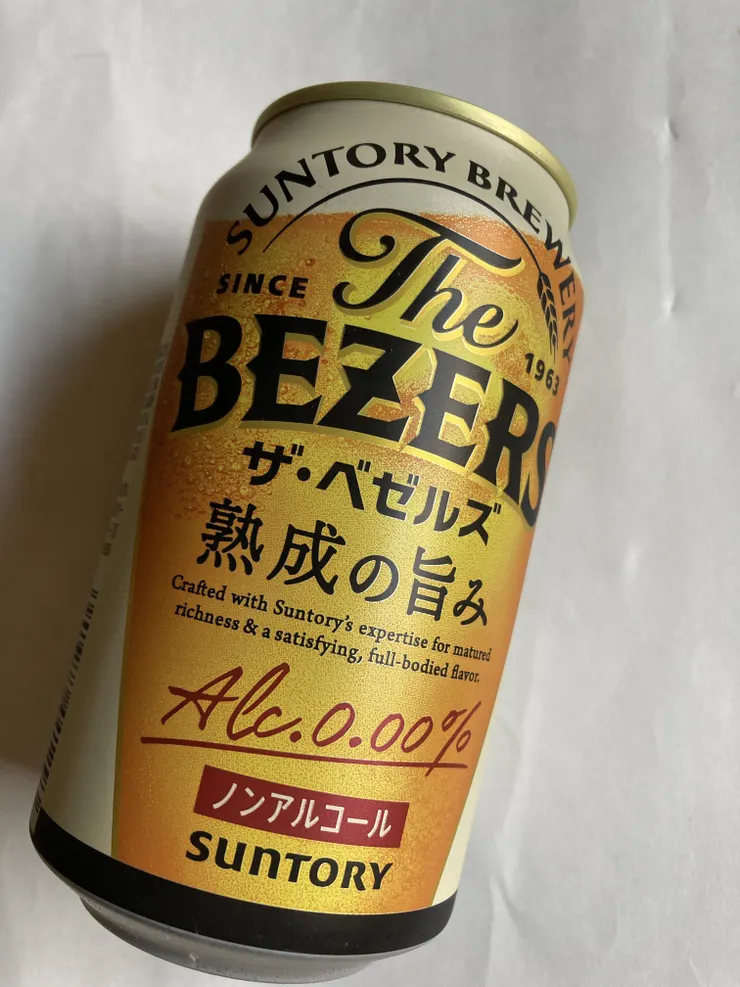 SUNTORY BREWERY
The
SINCE
1963
BEZERS
ザ・ベゼルズ
熟成の旨み
Crafted with Suntory's expertise for matured
richness & a satisfying, full-bodied flavor.
Alc.0.00%
ノンアルコール
SUNTORY